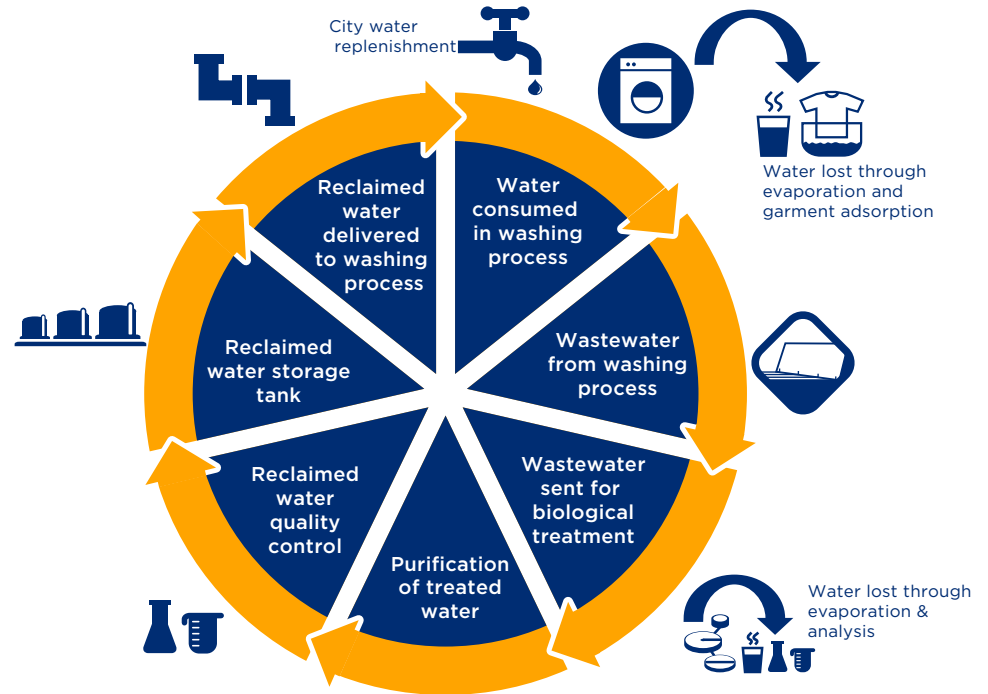 City water
replenishment
Water lost through
evaporation and
garment adsorption
Reclaimed
water
delivered
to washing
process
Water
consumed
in washing
process
Wastewater
from washing
process
Wastewater
sent for
biological
treatment
Purification
of treated
water
Reclaimed
water
quality
control
Reclaimed
water storage
tank
Water lost through
evaporation &
analysis